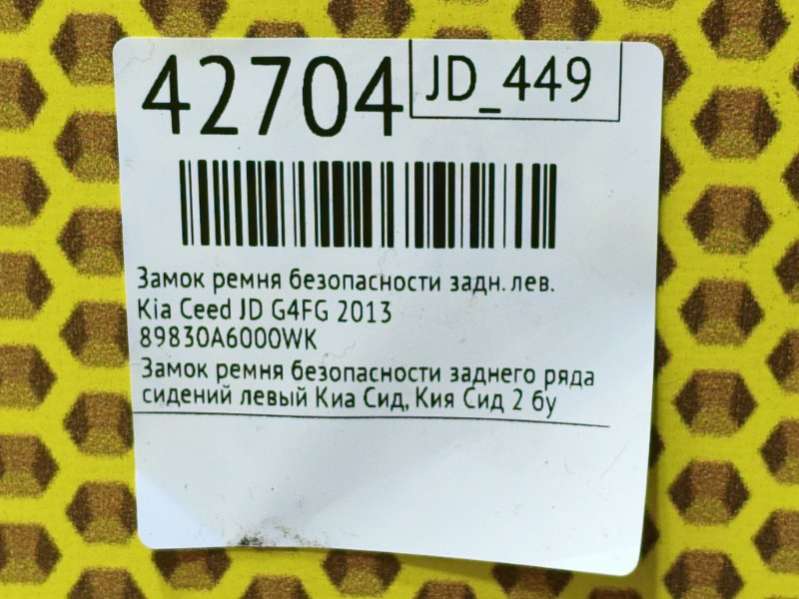 42704
JD_449
Замок ремня безопасности задн. лев.
Kia Ceed JD G4FG 2013
89830A6000WK
Замок ремня безопасности заднего ряда
сидений левый Киа Сид, Кия Сид 2 бу